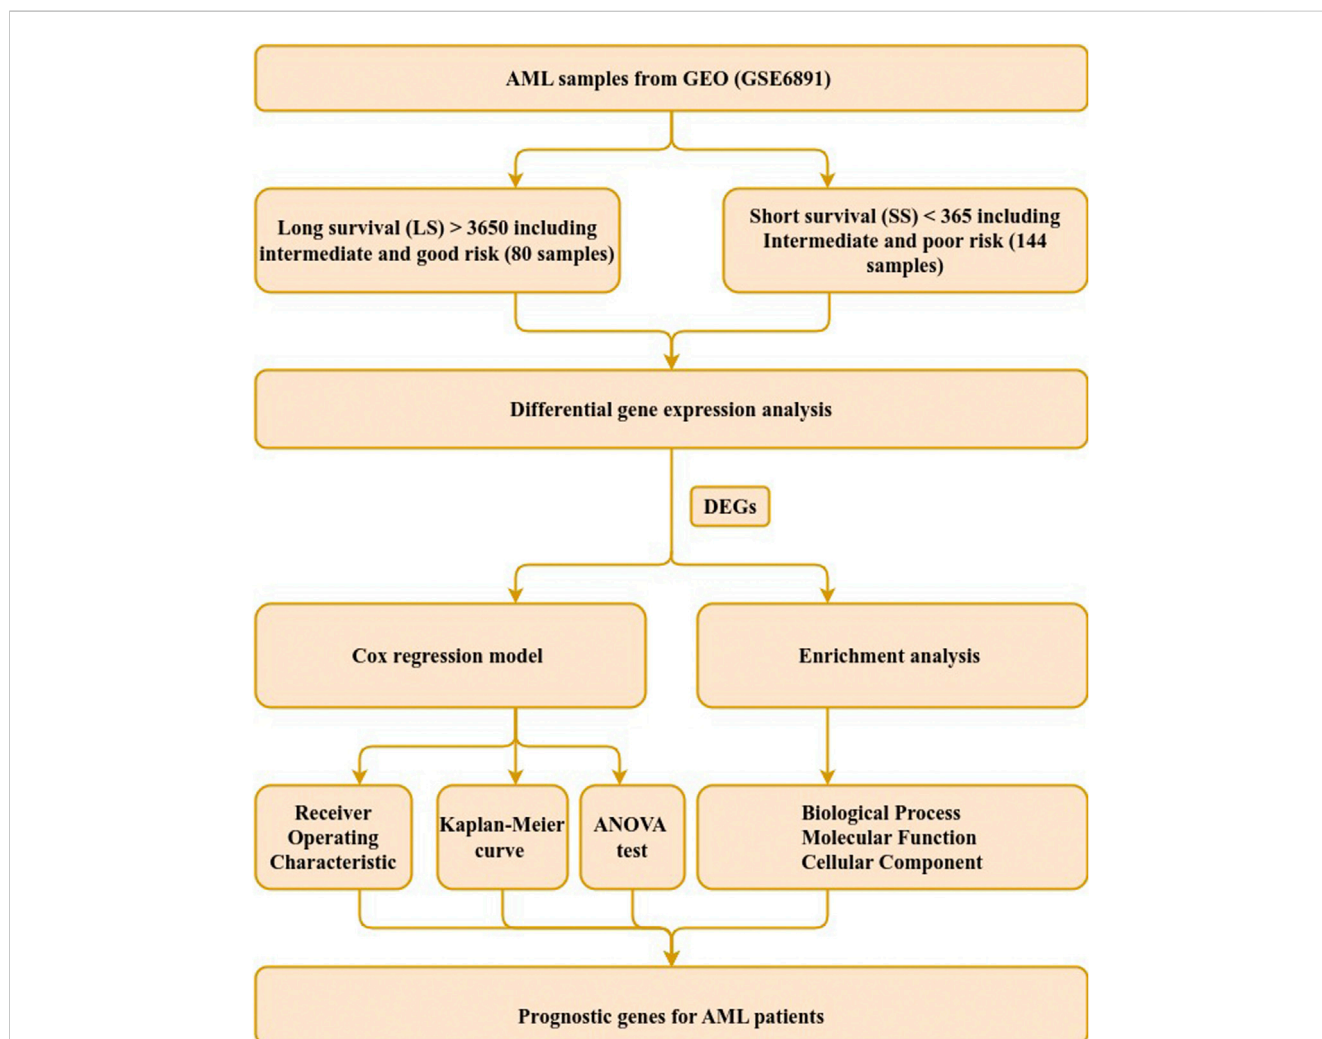 AML samples from GEO (GSE6891)
Long survival (LS) > 3650 including
intermediate and good risk (80 samples)
Short survival (SS) < 365 including
Intermediate and poor risk (144
samples)
Differential gene expression analysis
DEGs
Cox regression model
Enrichment analysis
Receiver
Operating
Characteristic
Kaplan-Meier
curve
ANOVA
test
Biological Process
Molecular Function
Cellular Component
Prognostic genes for AML patients